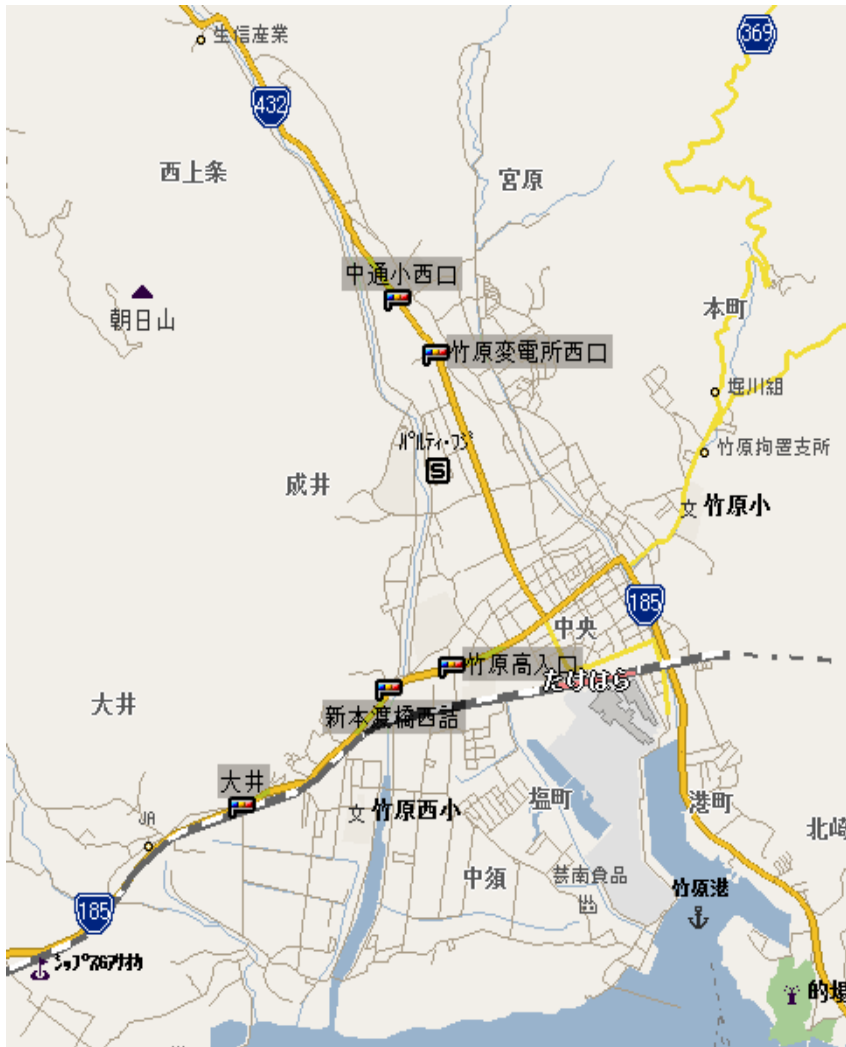 369
生信産業
432
西上条
宮原
中通小西口
本町
朝日山
竹原変電所西口
堀川組
パルティ・フジ
竹原拘置支所
S
成井
文 竹原小
185
中央
竹原高入口
たけはら
大井
新本渡橋西詰
大井
塩町
港町
JA
文 竹原西小
北崎
中須
芸南食品
竹原港
185
的場